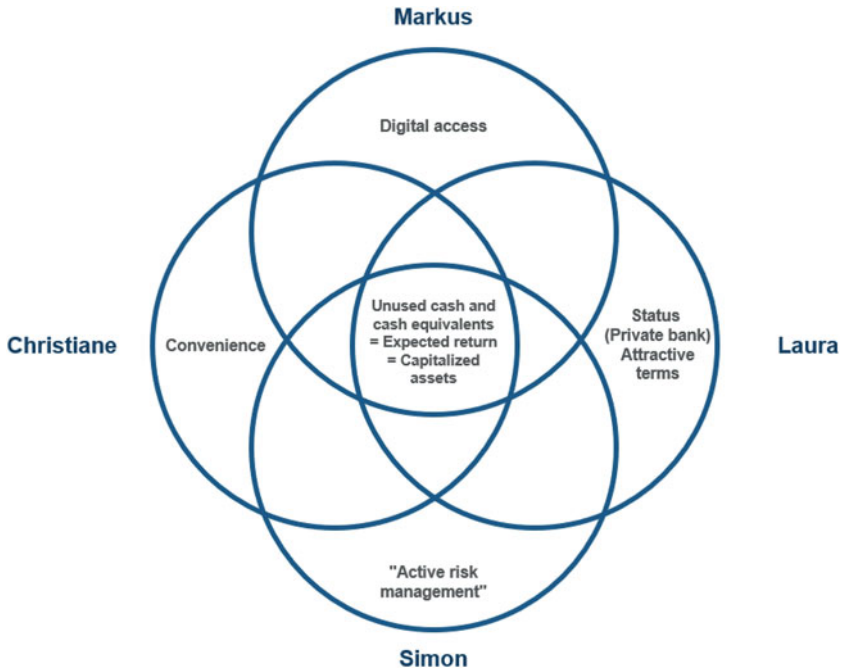 Markus
Digital access
Unused cash and
cash equivalents
= Expected return
= Capitalized
assets
Status
(Private bank)
Attractive
terms
Christiane
Convenience
Laura
"Active risk
management"
Simon